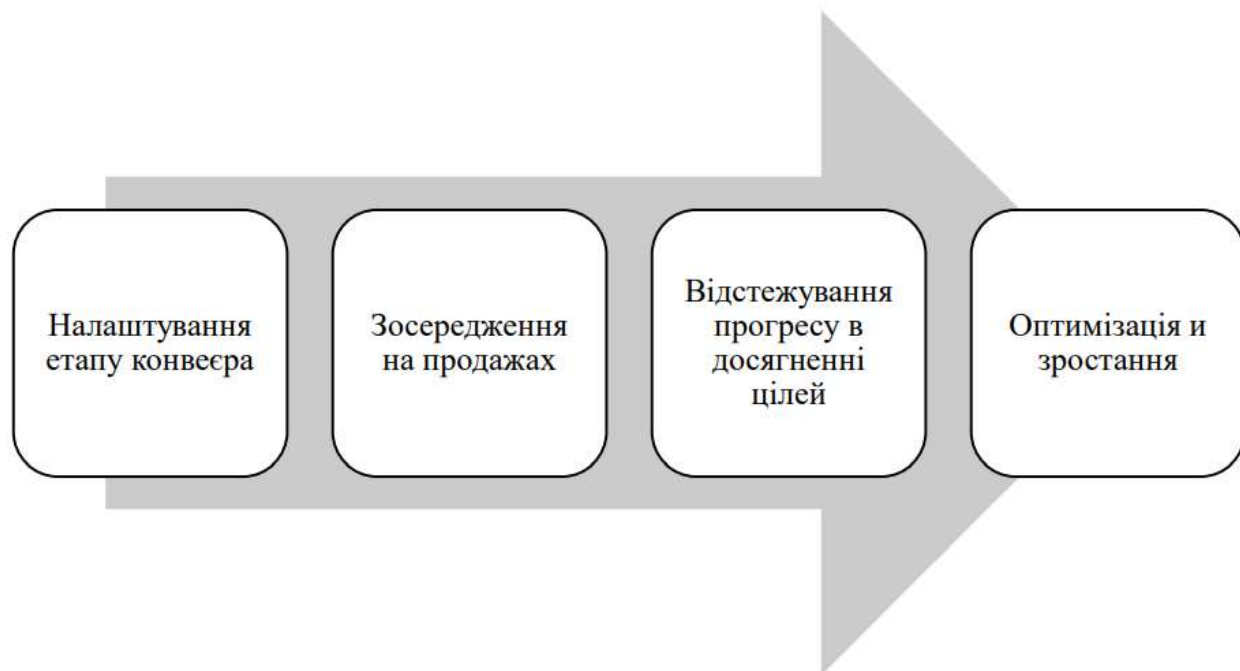 Налаштування
етапу конвеєра
Зосередження
на продажах
Відстежування
прогресу в
досягненні
цілей
Оптимізація и
зростання